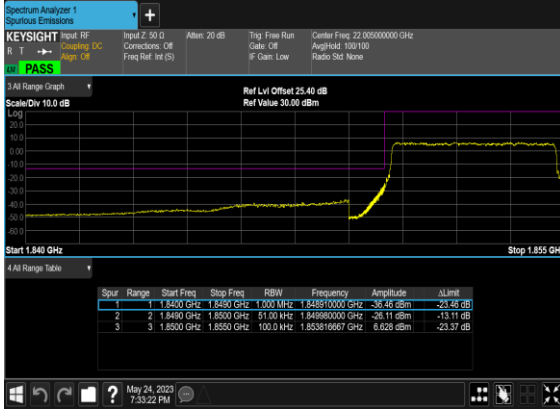 Spectrum Analyzer 1
Spurious Emissions
KEYSIGHT Input: RF Input Z: 50 Ω Atten: 20 dB Trig: Free Run Center Freq: 22.005000000 GHz
R T Coupling: DC Corrections: Off Gate: Off Avg|Hold: 100/100
Align: Off Freq Ref: Int (S) IF Gain: Low Radio Std: None
PASS
3 All Range Graph
Ref Lvl Offset 25.40 dB
Scale/Div 10.0 dB Ref Value 30.00 dBm
Log
20.0
10.0
0.00
-10.0
-20.0
-30.0
-40.0
-50.0
-60.0
Start 1.840 GHz Stop 1.855 GH
4 All Range Table
Spur Range Start Freq Stop Freq RBW Frequency Amplitude ΔLimit
1 1 1.8400 GHz 1.8490 GHz 1.000 MHz 1.848910000 GHz -36.46 dBm -23.46 dB
2 2 1.8490 GHz 1.8500 GHz 51.00 kHz 1.849980000 GHz -26.11 dBm -13.11 dB
3 3 1.8500 GHz 1.8550 GHz 100.0 kHz 1.853816667 GHz 6.628 dBm -23.37 dB
May 24, 2023
7:33:22 PM